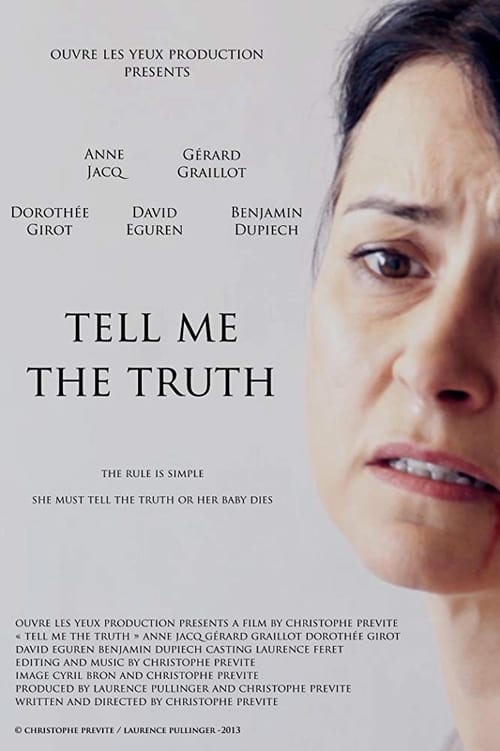 OUVRE LES YEUX PRODUCTION
PRESENTS
ANNE JACQ
GÉRARD GRAILLOT
DOROTHÉE GIROT
DAVID EGUREN
BENJAMIN DUPIECH
TELL ME
THE TRUTH
THE RULE IS SIMPLE
SHE MUST TELL THE TRUTH OR HER BABY DIES
OUVRE LES YEUX PRODUCTION PRESENTS A FILM BY CHRISTOPHE PREVITE
« TELL ME THE TRUTH » ANNE JACQ GÉRARD GRAILLOT DOROTHÉE GIROT
DAVID EGUREN BENJAMIN DUPIECH CASTING LAURENCE FERET
EDITING AND MUSIC BY CHRISTOPHE PREVITE
IMAGE CYRIL BRON AND CHRISTOPHE PREVITE
PRODUCED BY LAURENCE PULLINGER AND CHRISTOPHE PREVITE
WRITTEN AND DIRECTED BY CHRISTOPHE PREVITE
© CHRISTOPHE PREVITE / LAURENCE PULLINGER -2013